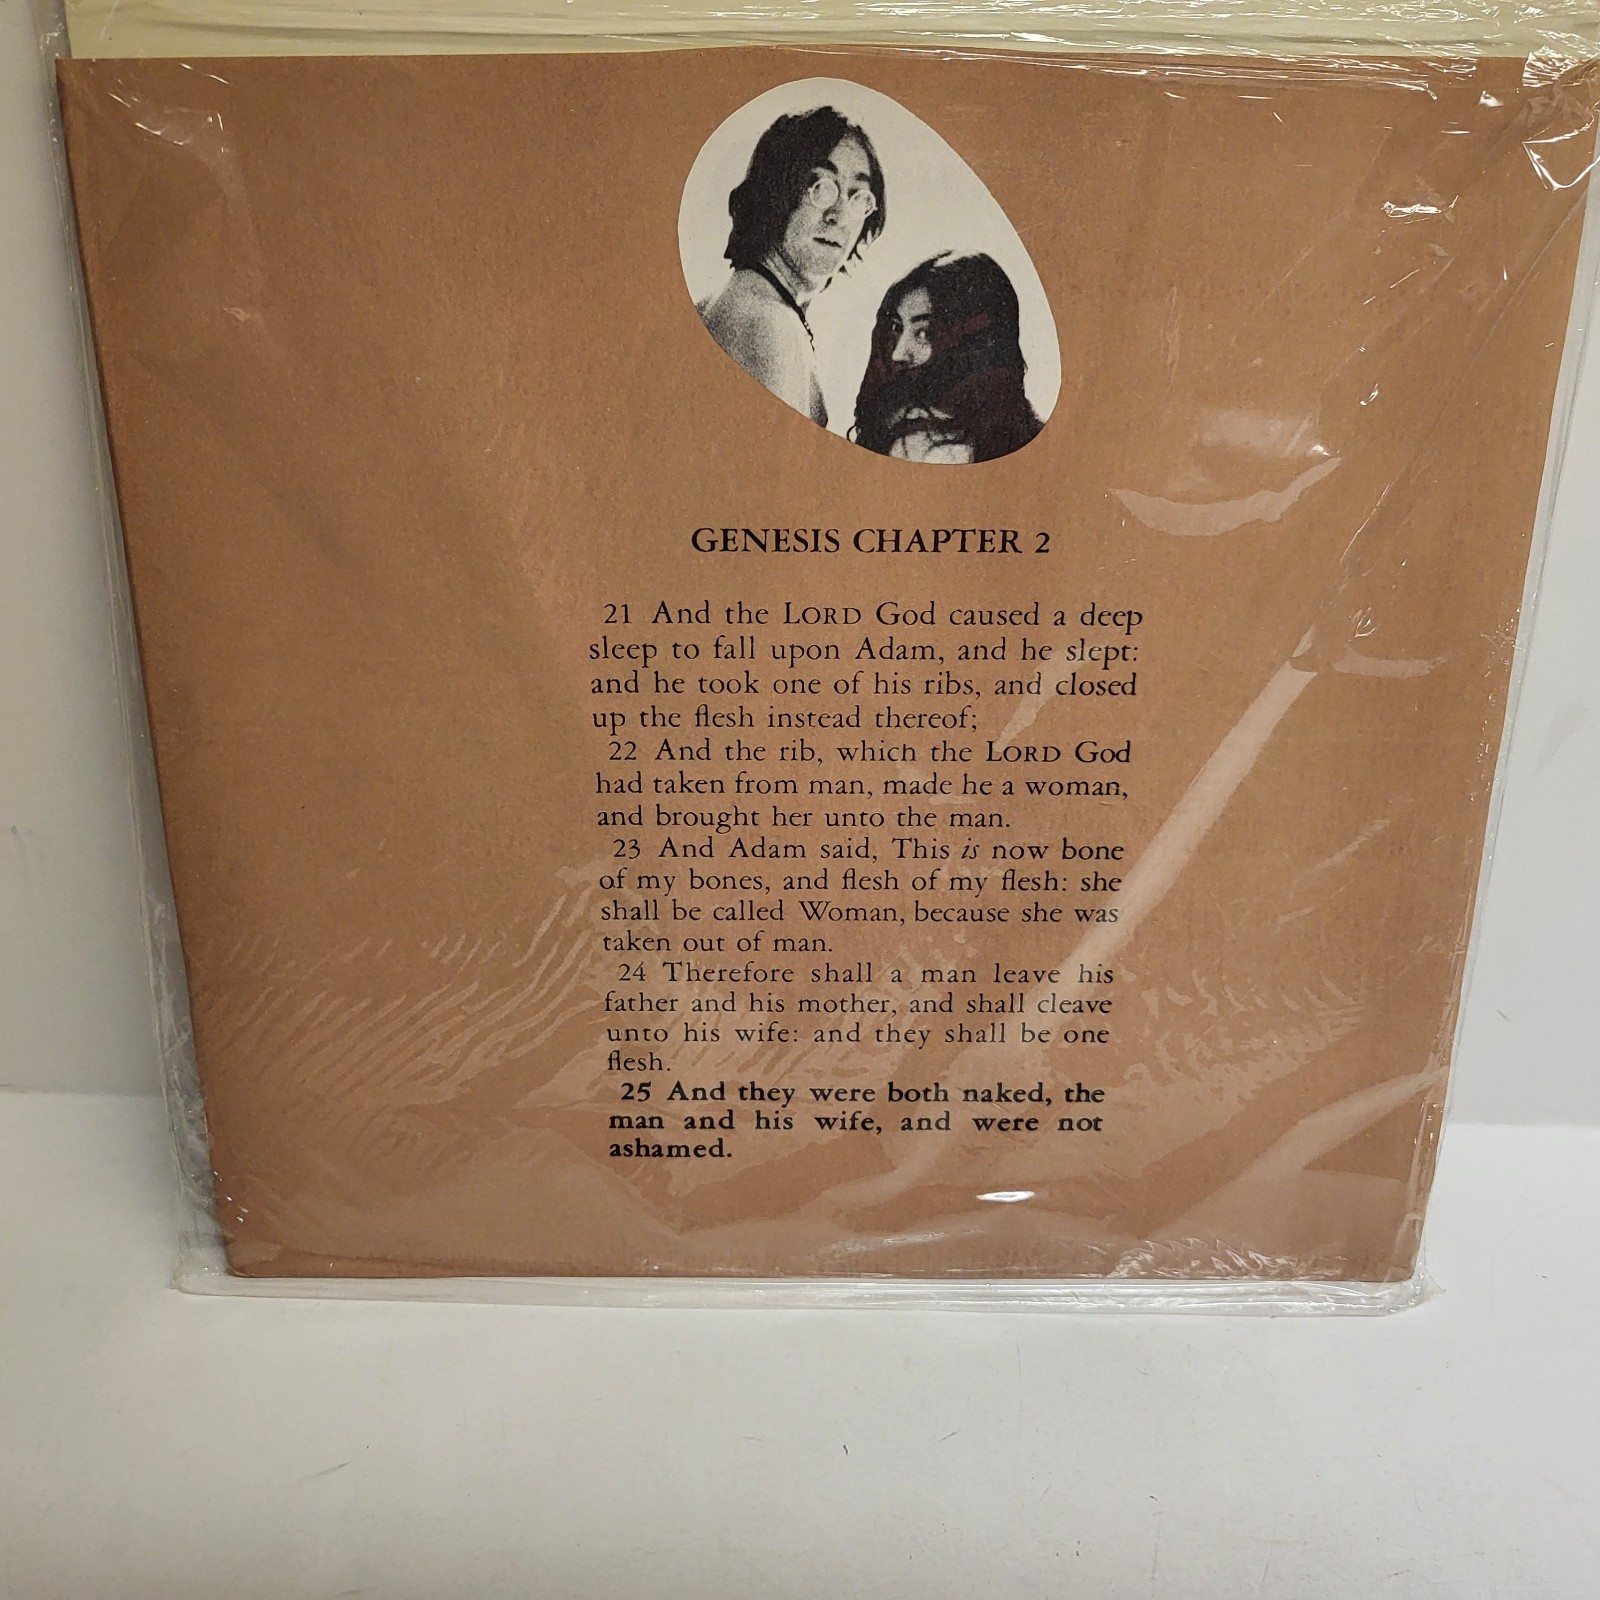 GENESIS CHAPTER 2
21 And the LORD God caused a deep
sleep to fall upon Adam, and he slept:
and he took one of his ribs, and closed
up the flesh instead thereof;
22 And the rib, which the LORD God
had taken from man, made he a woman,
and brought her unto the man.
23 And Adam said, This is now bone
of my bones, and flesh of my flesh: she
shall be called Woman, because she was
taken out of man.
24 Therefore shall a man leave his
father and his mother, and shall cleave
unto his wife: and they shall be one
flesh.
25 And they were both naked, the
man and his wife, and were not
ashamed.